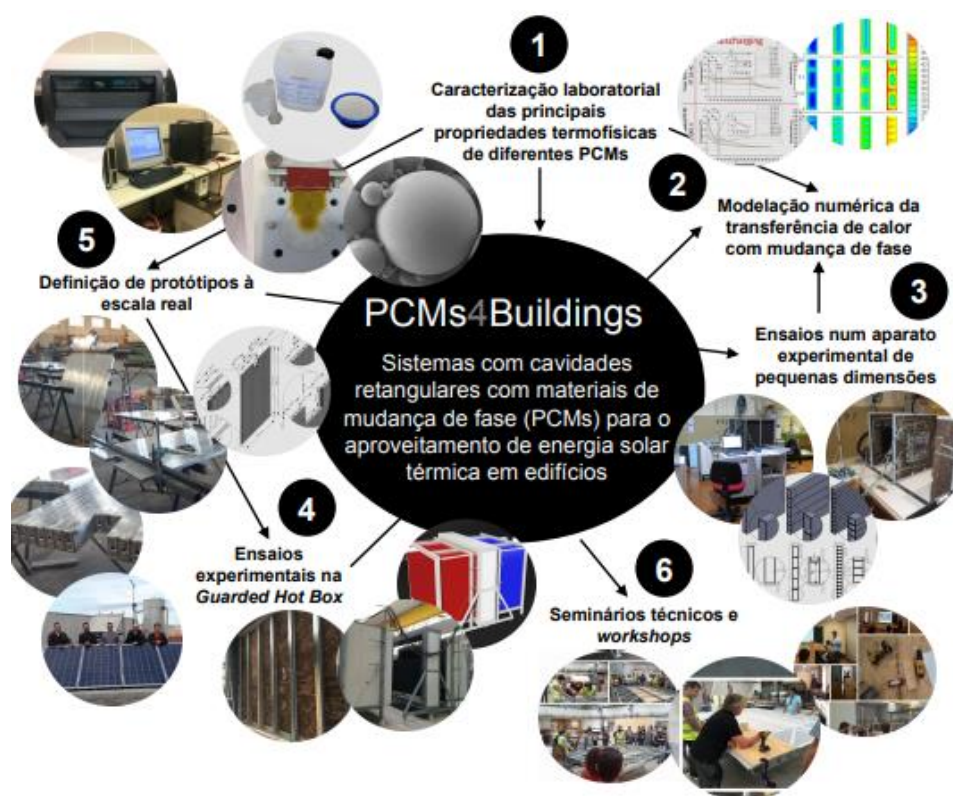 1
Caracterização laboratorial
das principais
propriedades termofísicas
de diferentes PCMs
2
Modelação numérica da
transferência de calor
com mudança de fase
3
Ensaios num aparato
experimental de
pequenas dimensões
5
Definição de protótipos à
escala real
PCMs4Buildings
Sistemas com cavidades
retangulares com materiais de
mudança de fase (PCMs) para o
aproveitamento de energia solar
térmica em edifícios
4
Ensaios
experimentais na
Guarded Hot Box
6
Seminários técnicos e
workshops